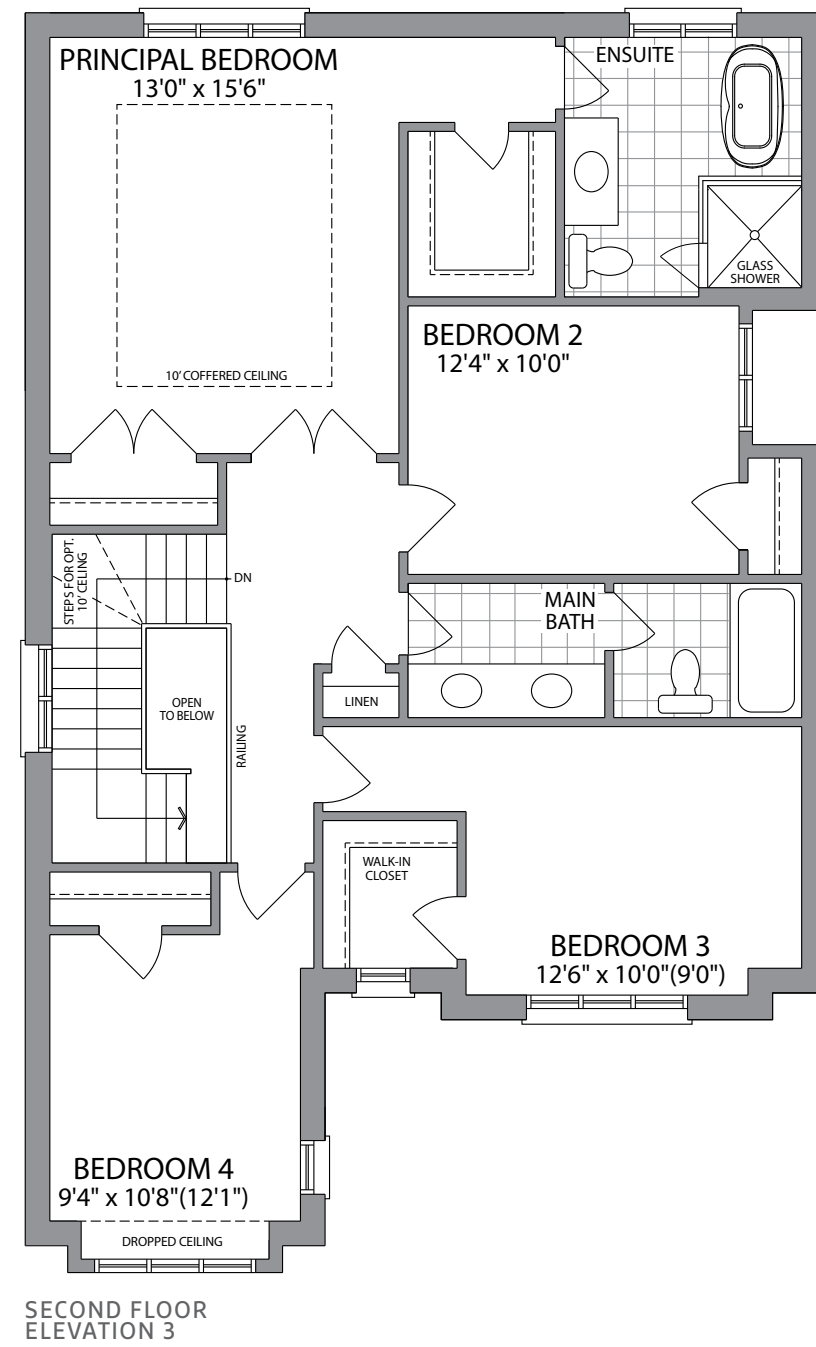 PRINCIPAL BEDROOM
13'0" x 15'6"
ENSUITE
GLASS
SHOWER
10' COFFERED CEILING
BEDROOM 2
12'4" x 10'0"
STEPS FOR OPT.
10' CELING
DN
MAIN
BATH
LINEN
OPEN
TO BELOW
RAILING
WALK-IN
CLOSET
BEDROOM 3
12'6" x 10'0"(9'0")
BEDROOM 4
9'4" x 10'8"(12'1")
DROPPED CEILING
SECOND FLOOR
ELEVATION 3